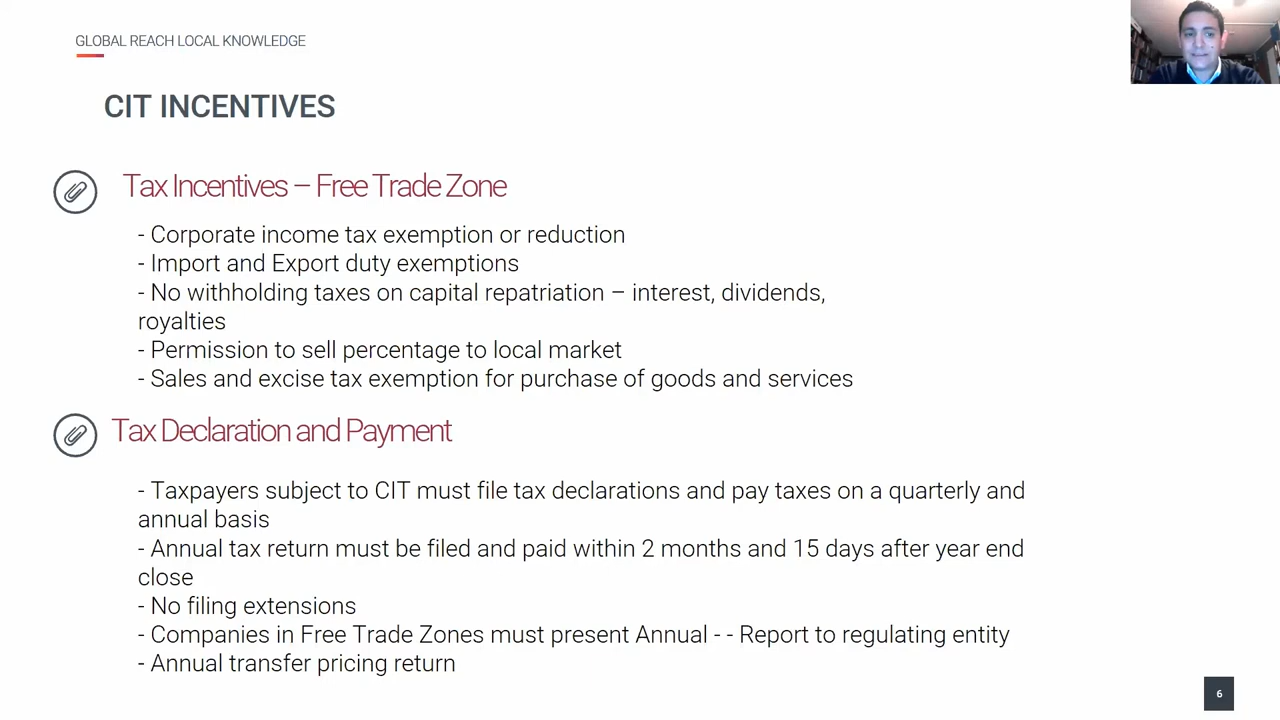 GLOBAL REACH LOCAL KNOWLEDGE
CIT INCENTIVES
Tax Incentives – Free Trade Zone
- Corporate income tax exemption or reduction
- Import and Export duty exemptions
- No withholding taxes on capital repatriation – interest, dividends,
royalties
- Permission to sell percentage to local market
- Sales and excise tax exemption for purchase of goods and services
Tax Declaration and Payment
- Taxpayers subject to CIT must file tax declarations and pay taxes on a quarterly and
annual basis
- Annual tax return must be filed and paid within 2 months and 15 days after year end
close
- No filing extensions
- Companies in Free Trade Zones must present Annual - - Report to regulating entity
- Annual transfer pricing return
6